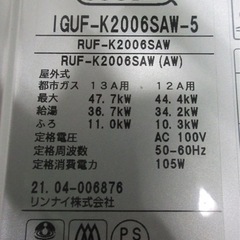 IGUF-K2006SAW-5
RUF-K2006SAW
RUF-K2006SAW (AW)
屋外式
都市ガス 13A用 12A用
最大 47.7kW 44.4kW
給湯 36.7kW 34.2kW
ふろ 11.0kW 10.3kW
定格電圧 AC 100V
定格周波数 50-60Hz
定格消費電力 105W
21.04-006876
リンナイ株式会社
PS